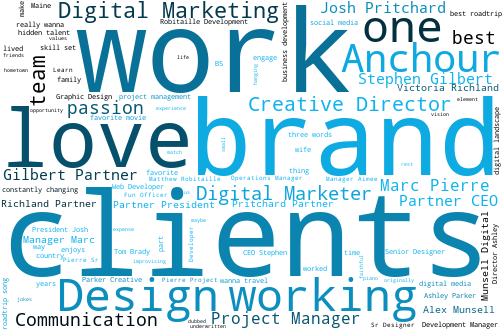 make
Maine
Digital Marketing
Robitaille Development
Josh Pritchard
really wanna
hidden talent
values
work
social media
business development
one
best roadtrip
best
lived
friends
skill set
team
Learn
family
life
BS
hanging
engage
Anchour
Stephen Gilbert
hometown
Graphic Design
project management
Victoria Richland
opportunity
passion
experience
favorite movie
Creative Director
element
vision
digital landscape
love
brand
match
small
three words
wife
rest
Gilbert Partner
favorite
Matthew Robitaille
Operations Manager
thing
Manager Aimee
Marc Pierre
constantly changing
Web Developer
Fun Officer
us
Digital Marketer
Partner CEO
Richland Partner
Partner President
Pritchard Partner
clients
President Josh
expense
maybe
Manager Marc
way
enjoys
country
Pierre Sr
part
Tom Brady
improvising
Developer
CEO Stephen
time
worked
faithful
Senior Designer
Munsell Digital
Director Ashley
roadtrip song
years
Parker Creative
Pierre Project
wanna travel
piano
originally
digital media
Design
working
Ashley Parker
jokes
Communication
dubbed
underwritten
Project Manager
Alex Munsell
Sr Designer
Development Manager